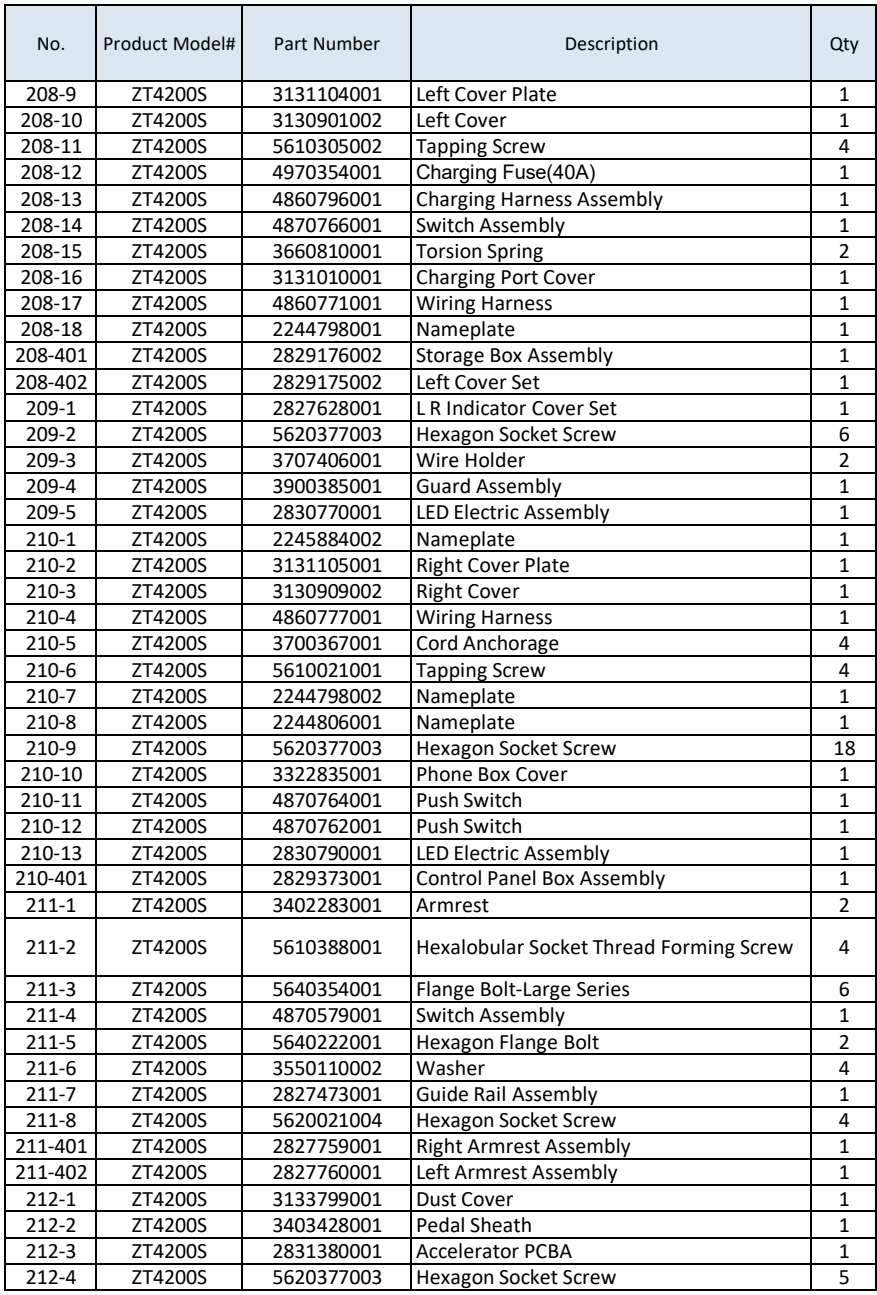 No. Product Model# Part Number Description Qty
208-9 ZT4200S 3131104001 Left Cover Plate 1
208-10 ZT4200S 3130901002 Left Cover 1
208-11 ZT4200S 5610305002 Tapping Screw 4
208-12 ZT4200S 4970354001 Charging Fuse(40A) 1
208-13 ZT4200S 4860796001 Charging Harness Assembly 1
208-14 ZT4200S 4870766001 Switch Assembly 1
208-15 ZT4200S 3660810001 Torsion Spring 2
208-16 ZT4200S 3131010001 Charging Port Cover 1
208-17 ZT4200S 4860771001 Wiring Harness 1
208-18 ZT4200S 2244798001 Nameplate 1
208-401 ZT4200S 2829176002 Storage Box Assembly 1
208-402 ZT4200S 2829175002 Left Cover Set 1
209-1 ZT4200S 2827628001 L R Indicator Cover Set 1
209-2 ZT4200S 5620377003 Hexagon Socket Screw 6
209-3 ZT4200S 3707406001 Wire Holder 2
209-4 ZT4200S 3900385001 Guard Assembly 1
209-5 ZT4200S 2830770001 LED Electric Assembly 1
210-1 ZT4200S 2245884002 Nameplate 1
210-2 ZT4200S 3131105001 Right Cover Plate 1
210-3 ZT4200S 3130909002 Right Cover 1
210-4 ZT4200S 4860777001 Wiring Harness 1
210-5 ZT4200S 3700367001 Cord Anchorage 4
210-6 ZT4200S 5610021001 Tapping Screw 4
210-7 ZT4200S 2244798002 Nameplate 1
210-8 ZT4200S 2244806001 Nameplate 1
210-9 ZT4200S 5620377003 Hexagon Socket Screw 18
210-10 ZT4200S 3322835001 Phone Box Cover 1
210-11 ZT4200S 4870764001 Push Switch 1
210-12 ZT4200S 4870762001 Push Switch 1
210-13 ZT4200S 2830790001 LED Electric Assembly 1
210-401 ZT4200S 2829373001 Control Panel Box Assembly 1
211-1 ZT4200S 3402283001 Armrest 2
211-2 ZT4200S 5610388001 Hexalobular Socket Thread Forming Screw 4
211-3 ZT4200S 5640354001 Flange Bolt-Large Series 6
211-4 ZT4200S 4870579001 Switch Assembly 1
211-5 ZT4200S 5640222001 Hexagon Flange Bolt 2
211-6 ZT4200S 3550110002 Washer 4
211-7 ZT4200S 2827473001 Guide Rail Assembly 1
211-8 ZT4200S 5620021004 Hexagon Socket Screw 4
211-401 ZT4200S 2827759001 Right Armrest Assembly 1
211-402 ZT4200S 2827760001 Left Armrest Assembly 1
212-1 ZT4200S 3133799001 Dust Cover 1
212-2 ZT4200S 3403428001 Pedal Sheath 1
212-3 ZT4200S 2831380001 Accelerator PCBA 1
212-4 ZT4200S 5620377003 Hexagon Socket Screw 5